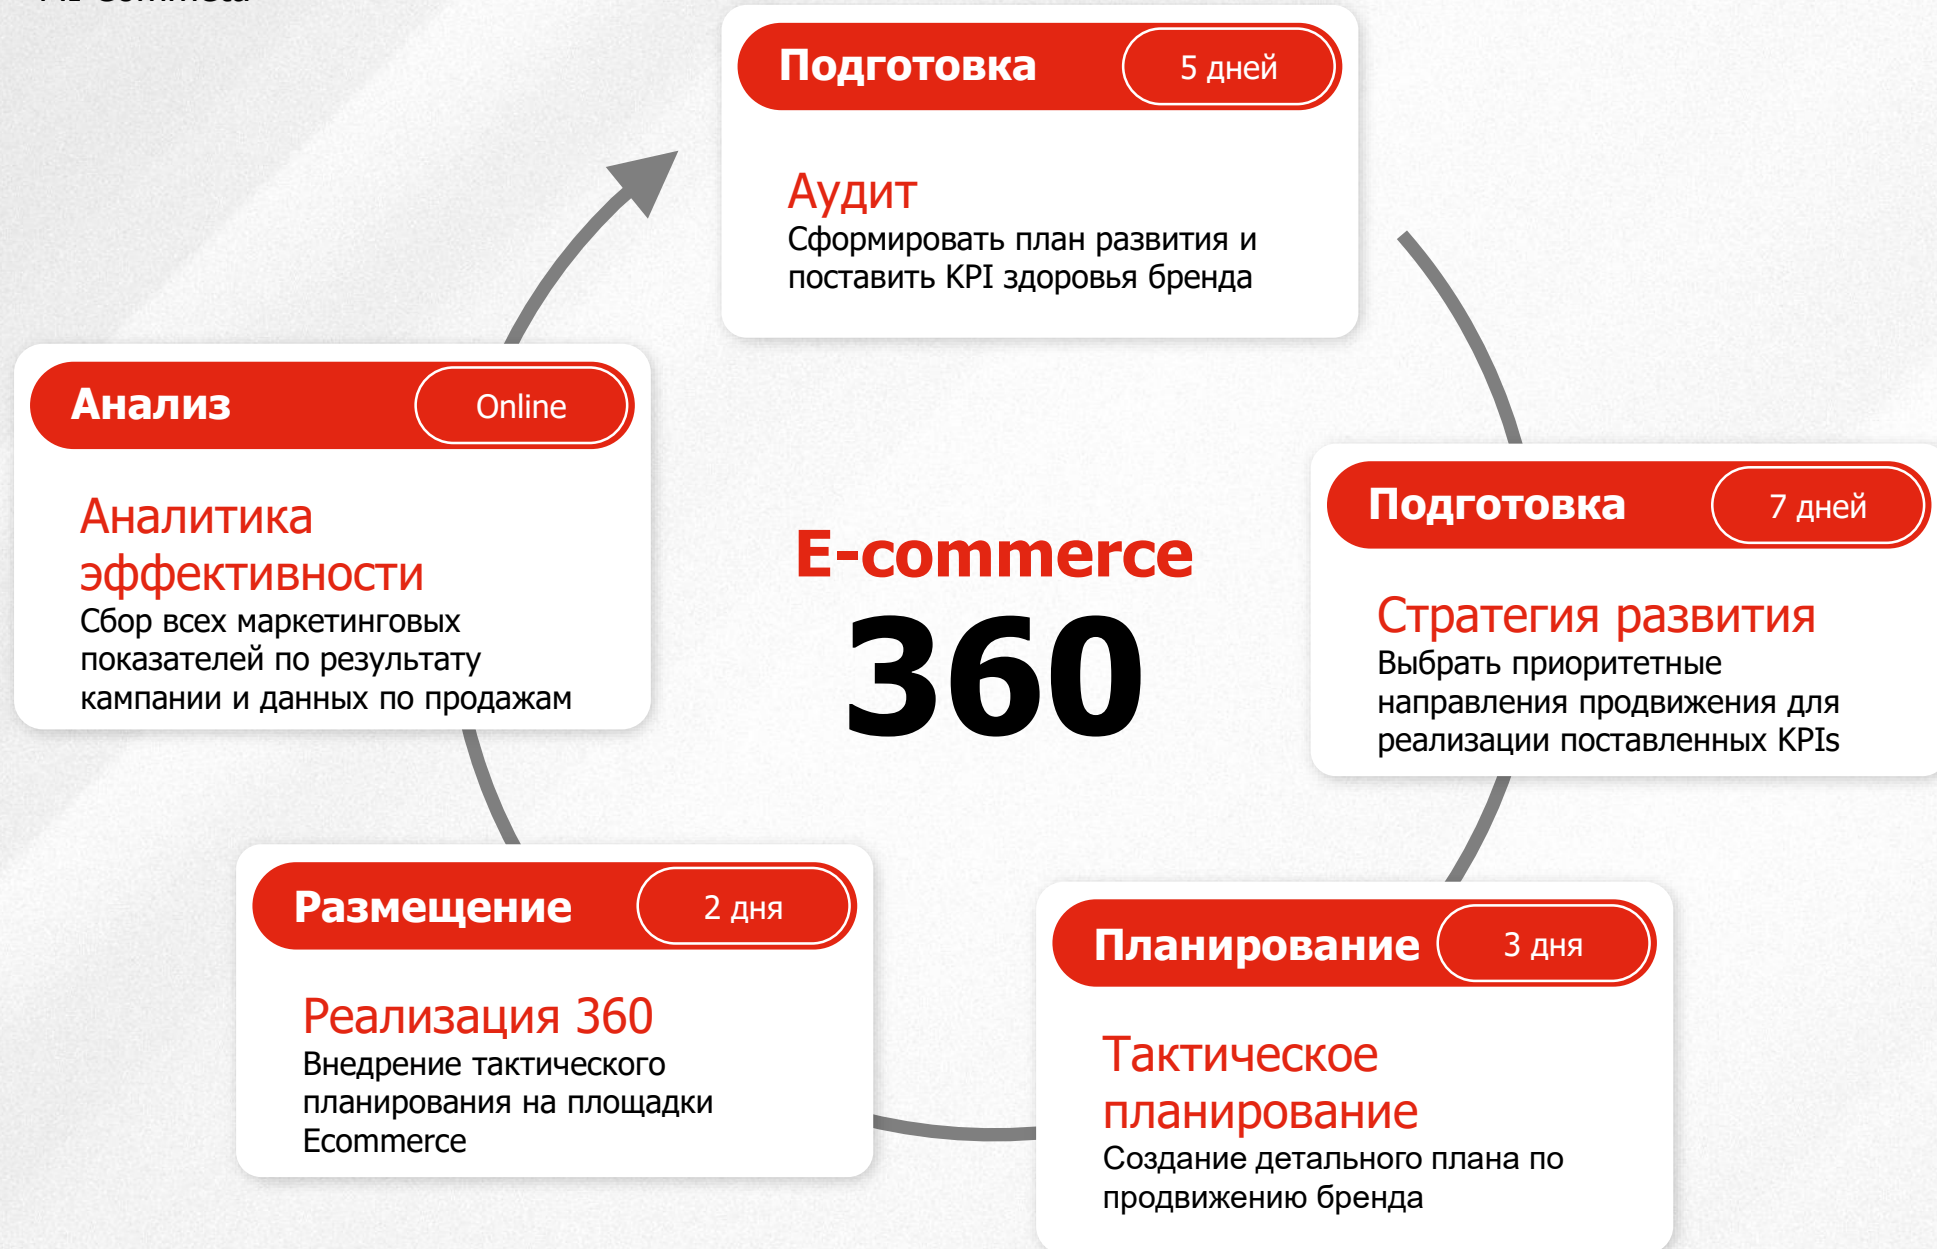 Подготовка
5 дней
Аудит
Сформировать план развития и
поставить KPI здоровья бренда
Анализ
Online
Аналитика
эффективности
Сбор всех маркетинговых
показателей по результату
кампании и данных по продажам
E-commerce
360
Подготовка
7 дней
Стратегия развития
Выбрать приоритетные
направления продвижения для
реализации поставленных KPIs
Размещение
2 дня
Реализация 360
Внедрение тактического
планирования на площадки
Ecommerce
Планирование
3 дня
Тактическое
планирование
Создание детального плана по
продвижению бренда